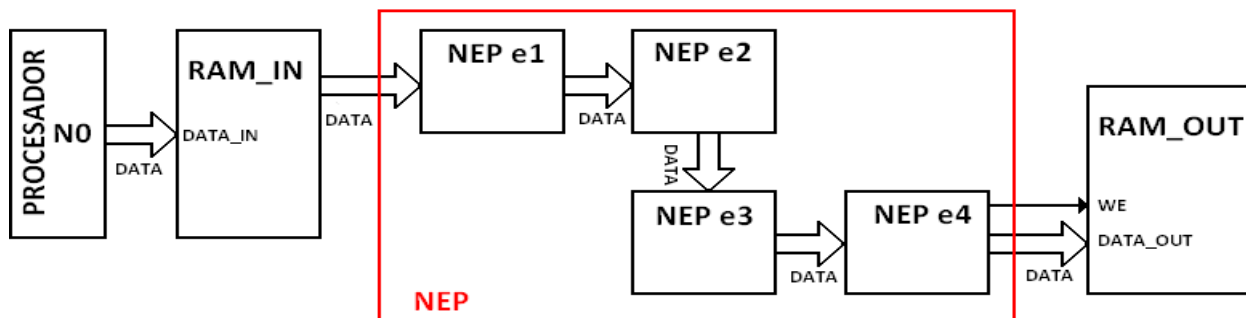 PROCESADOR
N0
DATA
RAM_IN
DATA_IN
DATA
NEP e1
DATA
NEP e2
DATA
NEP e3
DATA
NEP e4
DATA
RAM_OUT
WE
DATA_OUT
NEP